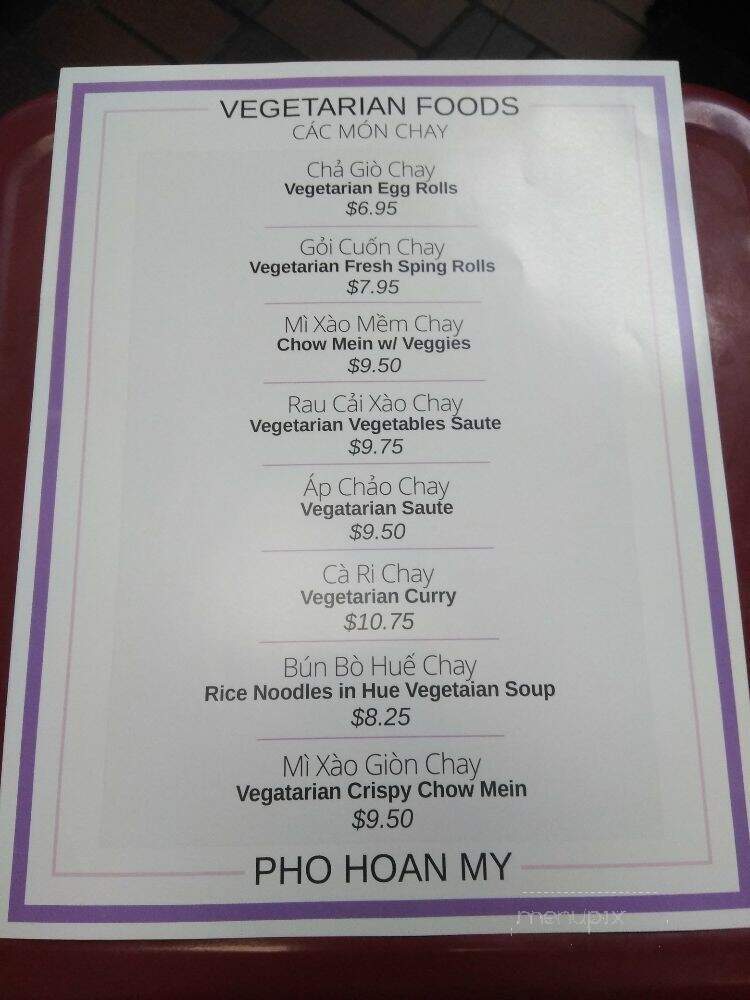 VEGETARIAN FOODS
CÁC MÓN CHAY
Chả Giò Chay
Vegetarian Egg Rolls
$6.95
Gỏi Cuốn Chay
Vegetarian Fresh Sping Rolls
$7.95
Mì Xào Mềm Chay
Chow Mein w/ Veggies
$9.50
Rau Cải Xào Chay
Vegetarian Vegetables Saute
$9.75
Áp Chảo Chay
Vegatarian Saute
$9.50
Cà Ri Chay
Vegetarian Curry
$10.75
Bún Bò Huế Chay
Rice Noodles in Hue Vegetaian Soup
$8.25
Mì Xào Giòn Chay
Vegatarian Crispy Chow Mein
$9.50
PHO HOAN MY
menupix